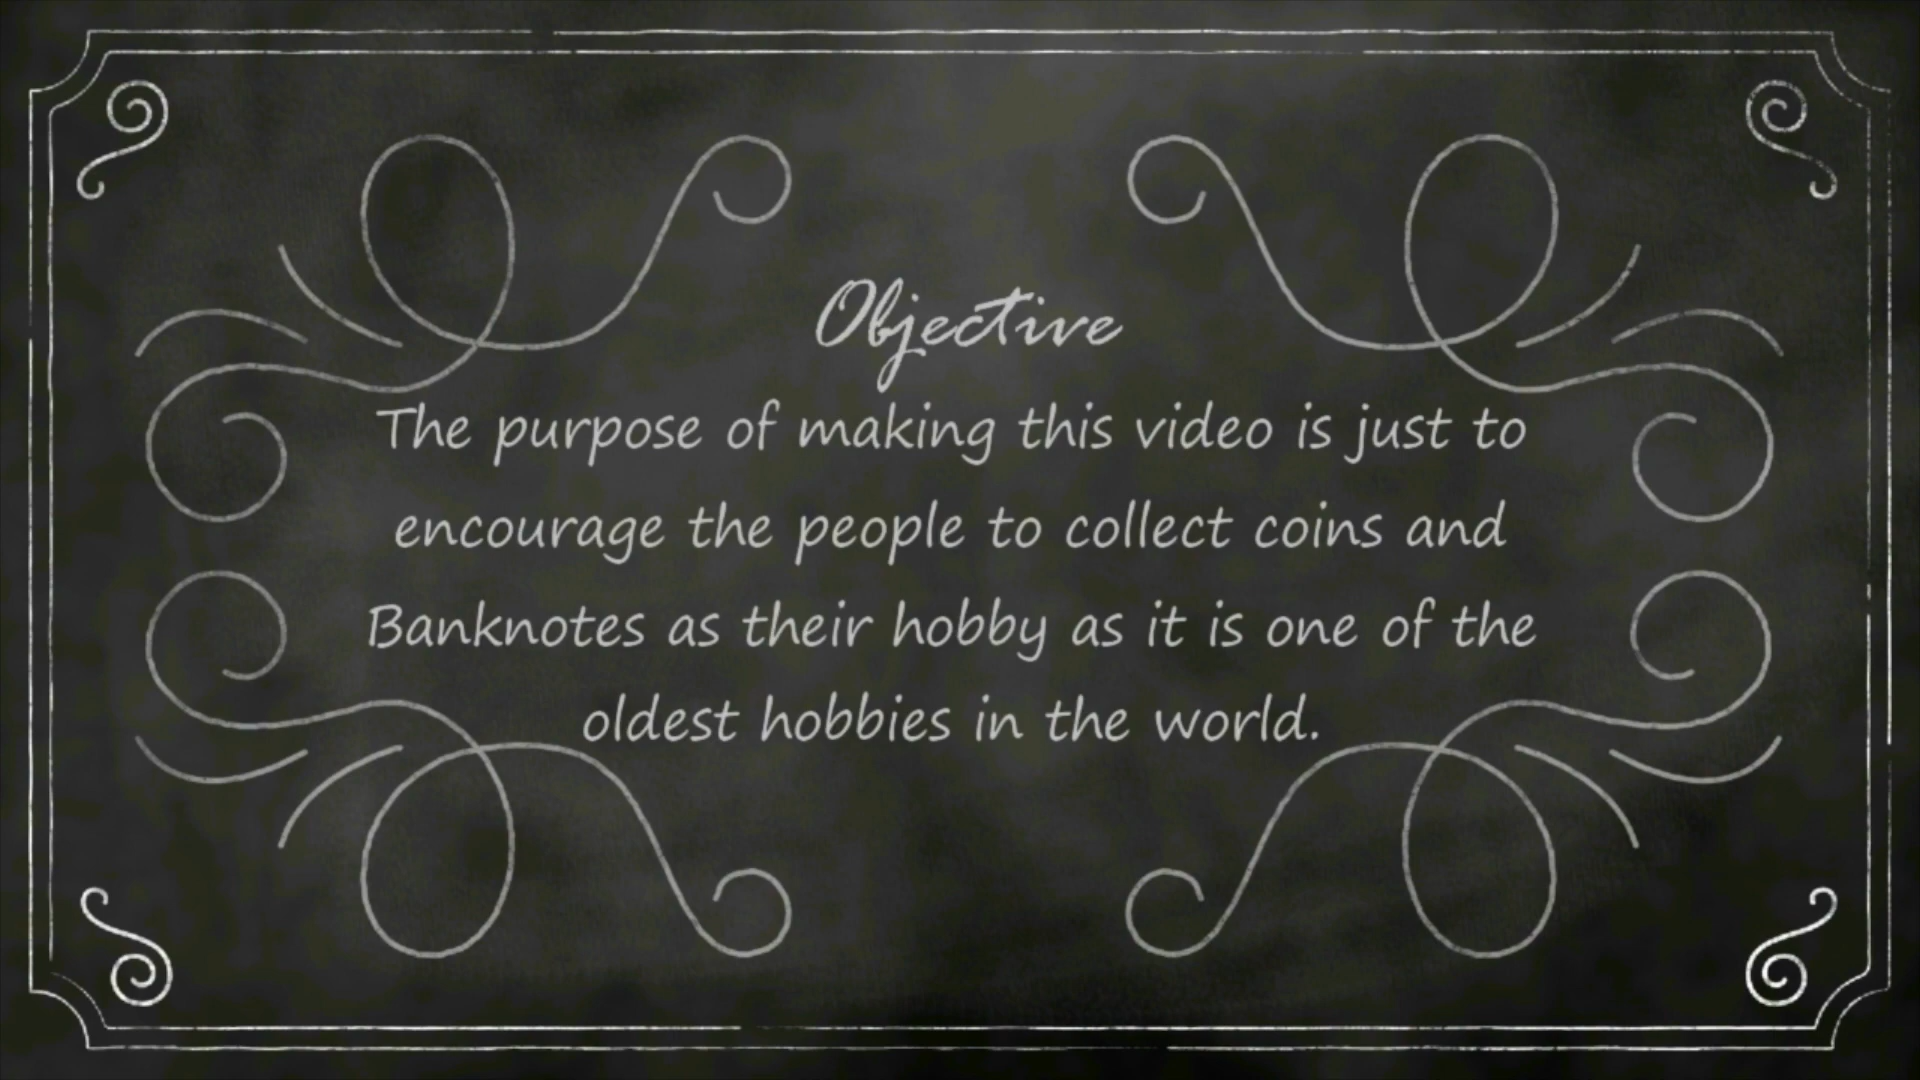 Objective
The purpose of making this video is just to
encourage the people to collect coins and
Banknotes as their hobby as it is one of the
oldest hobbies in the world.